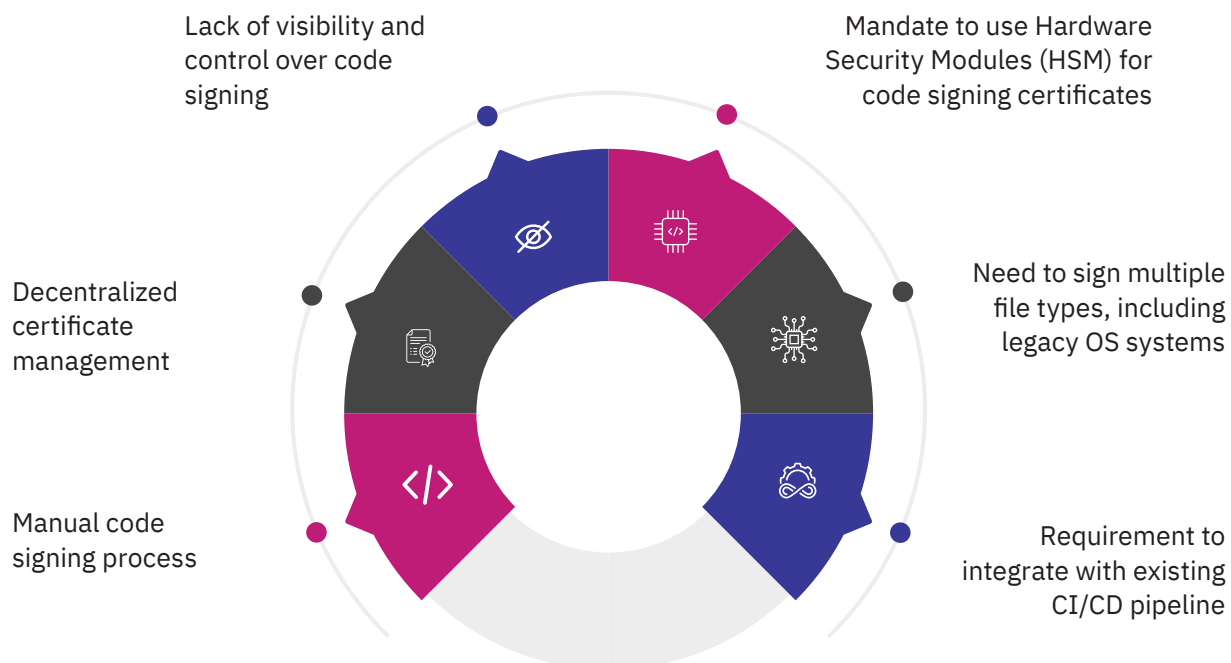 Lack of visibility and
control over code
signing
Mandate to use Hardware
Security Modules (HSM) for
code signing certificates
Decentralized
certificate
management
Need to sign multiple
file types, including
legacy OS systems
Manual code
signing process
Requirement to
integrate with existing
CI/CD pipeline